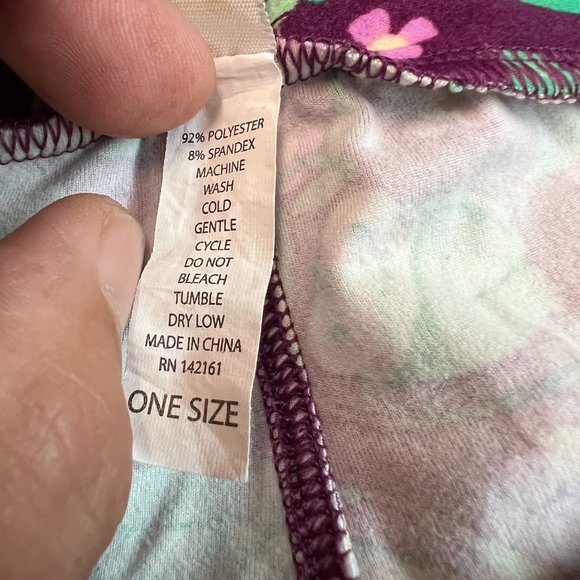 92% POLYESTER
8% SPANDEX
MACHINE
WASH
COLD
GENTLE
CYCLE
DO NOT
BLEACH
TUMBLE
DRY LOW
MADE IN CHINA
RN 142161
ONE SIZE